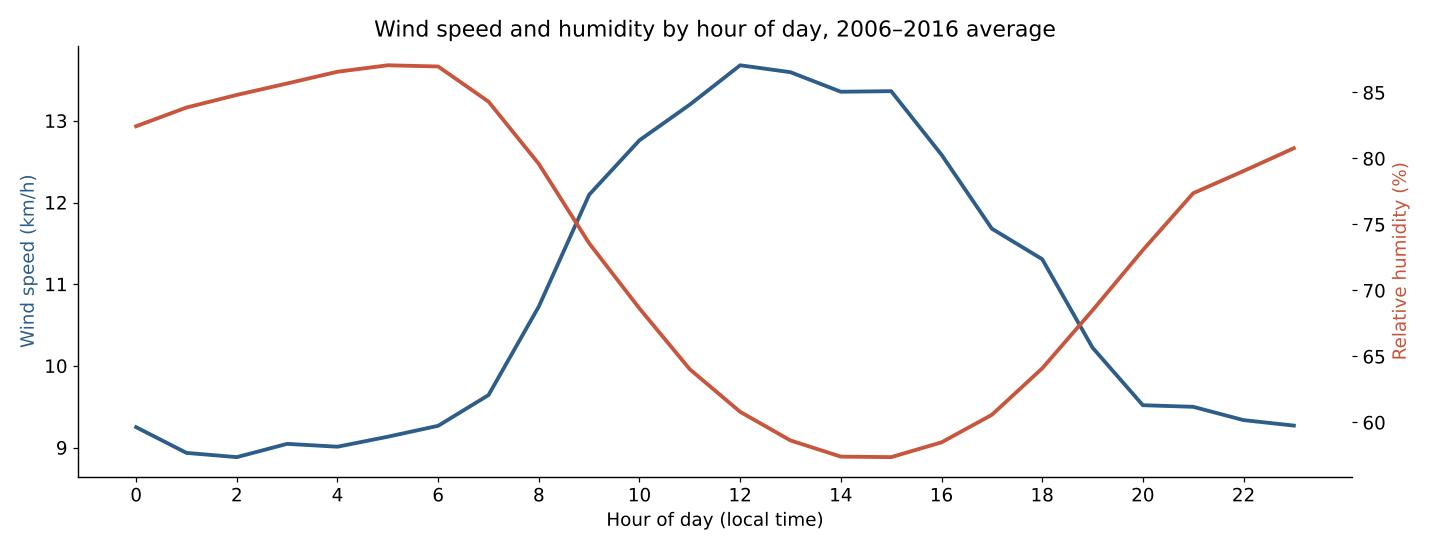 Wind speed and humidity by hour of day, 2006–2016 average
Wind speed (km/h)
13
12
11
10
9
85
80
75
70
65
60
Relative humidity (%)
0 2 4 6 8 10 12 14 16 18 20 22
Hour of day (local time)